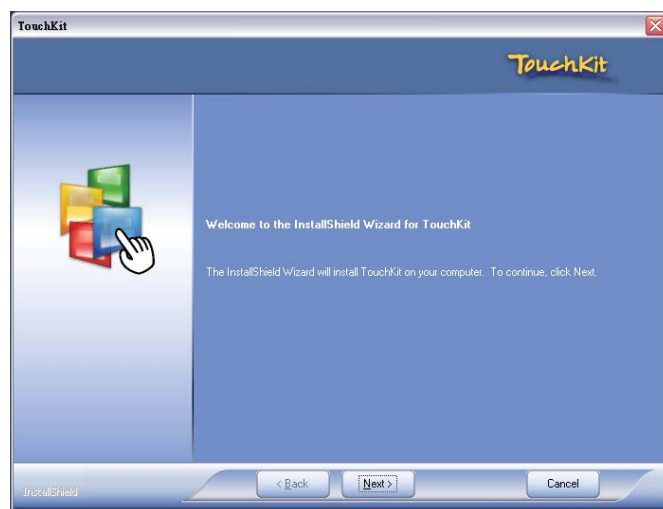 TouchKit
TouchKit
Welcome to the InstallShield Wizard for TouchKit
The InstallShield Wizard will install TouchKit on your computer. To continue, click Next.
InstallShield
< Back
Next >
Cancel